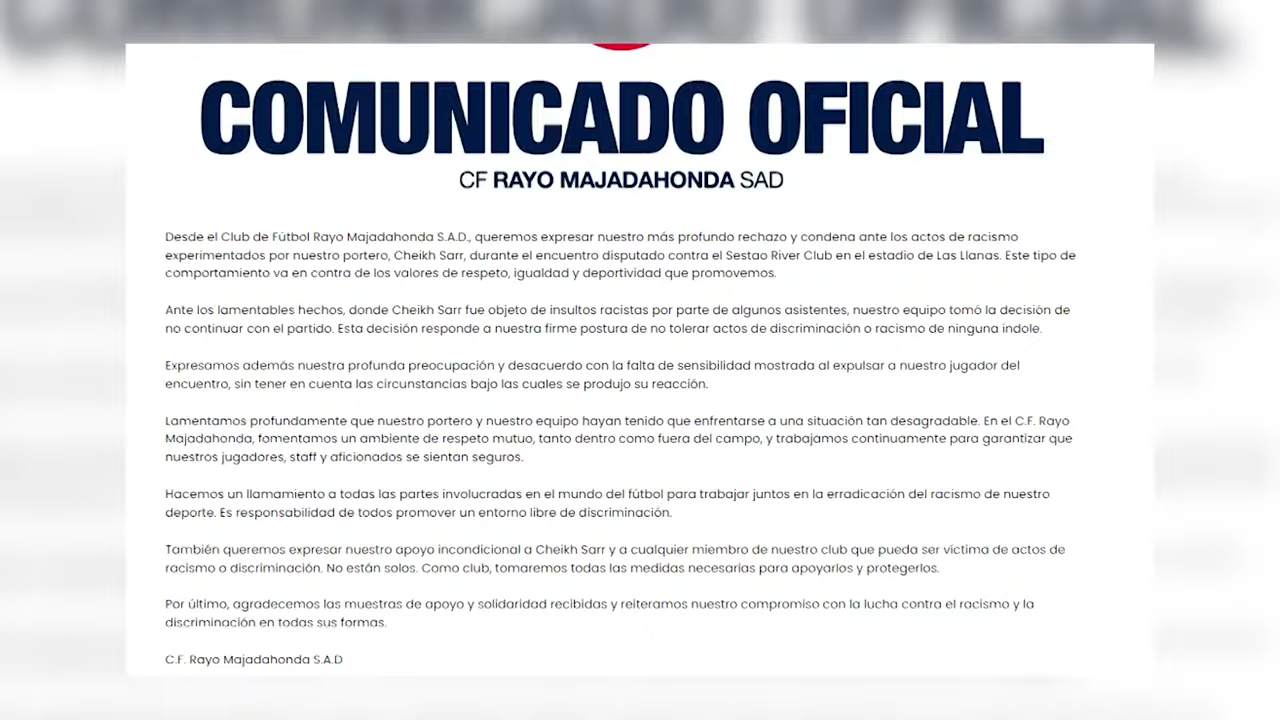 COMUNICADO OFICIAL
CF RAYO MAJADAHONDA SAD
Desde el Club de Fútbol Rayo Majadahonda S.A.D., queremos expresar nuestro más profundo rechazo y condena ante los actos de racismo
experimentados por nuestro portero, Cheikh Sarr, durante el encuentro disputado contra el Sestao River Club en el estadio de Las Llanas. Este tipo de
comportamiento va en contra de los valores de respeto, igualdad y deportividad que promovemos.
Ante los lamentables hechos, donde Cheikh Sarr fue objeto de insultos racistas por parte de algunos asistentes, nuestro equipo tomó la decisión de
no continuar con el partido. Esta decisión responde a nuestra firme postura de no tolerar actos de discriminación o racismo de ninguna índole.
Expresamos además nuestra profunda preocupación y desacuerdo con la falta de sensibilidad mostrada al expulsar a nuestro jugador del
encuentro, sin tener en cuenta las circunstancias bajo las cuales se produjo su reacción.
Lamentamos profundamente que nuestro portero y nuestro equipo hayan tenido que enfrentarse a una situación tan desagradable. En el C.F. Rayo
Majadahonda, fomentamos un ambiente de respeto mutuo, tanto dentro como fuera del campo, y trabajamos continuamente para garantizar que
nuestros jugadores, staff y aficionados se sientan seguros.
Hacemos un llamamiento a todas las partes involucradas en el mundo del fútbol para trabajar juntos en la erradicación del racismo de nuestro
deporte. Es responsabilidad de todos promover un entorno libre de discriminación.
También queremos expresar nuestro apoyo incondicional a Cheikh Sarr y a cualquier miembro de nuestro club que pueda ser víctima de actos de
racismo o discriminación. No están solos. Como club, tomaremos todas las medidas necesarias para apoyarlos y protegerlos.
Por último, agradecemos las muestras de apoyo y solidaridad recibidas y reiteramos nuestro compromiso con la lucha contra el racismo y la
discriminación en todas sus formas.
C.F. Rayo Majadahonda S.A.D